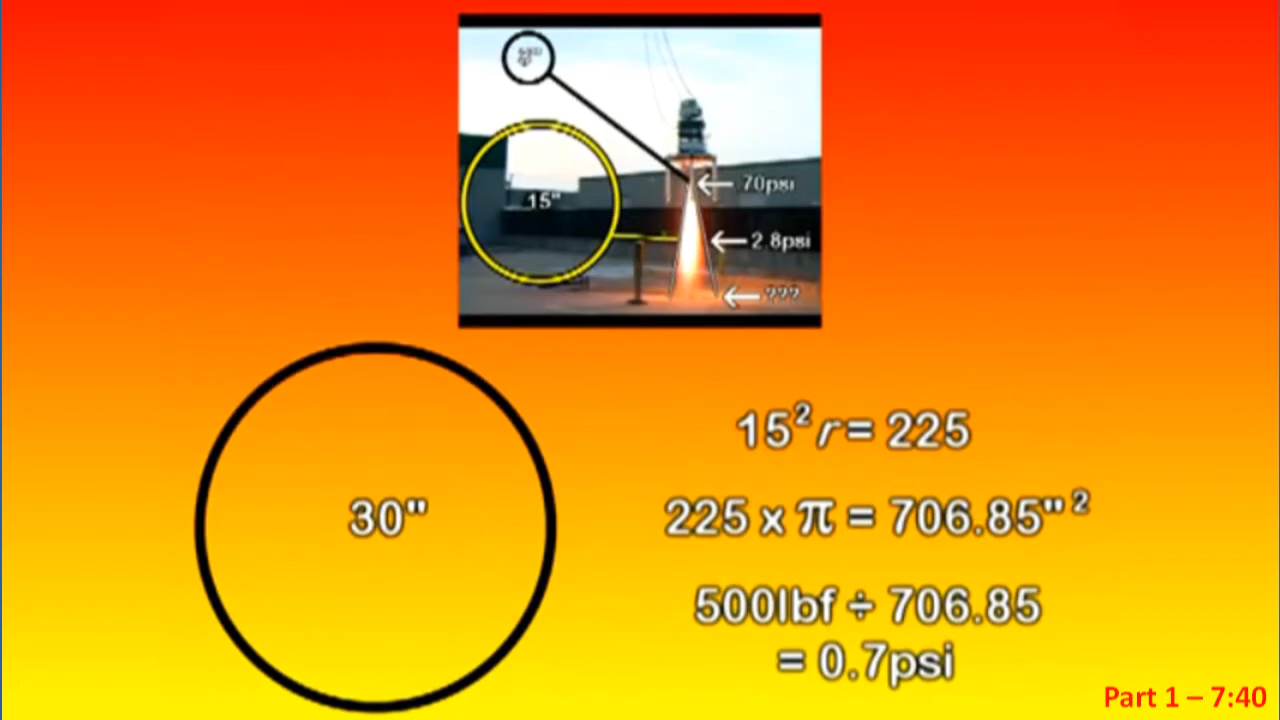 15"
70psi
2.8psi
???
30"
15² r = 225
225 x π = 706.85" ²
500lbf ÷ 706.85
= 0.7psi
Part 1 – 7:40